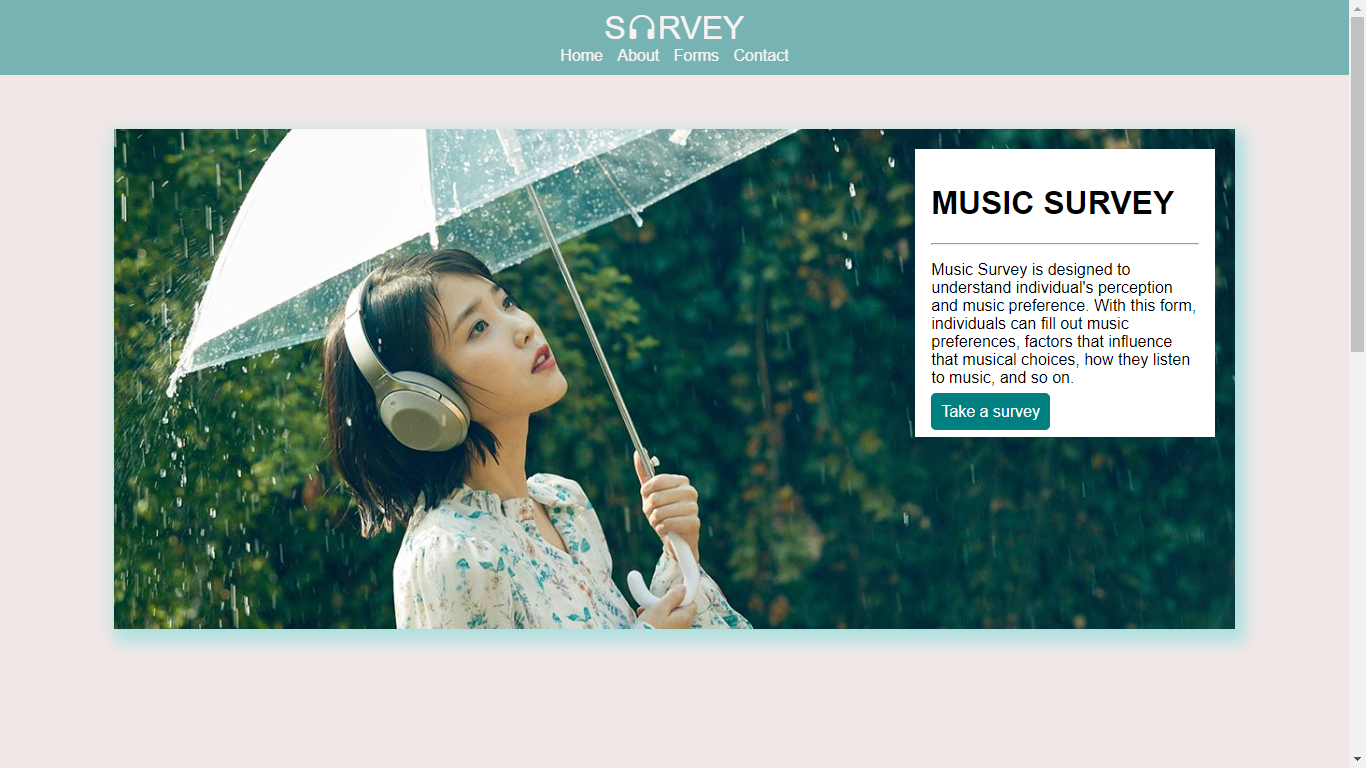 SURVEY
Home About Forms Contact
MUSIC SURVEY
Music Survey is designed to
understand individual's perception
and music preference. With this form,
individuals can fill out music
preferences, factors that influence
that musical choices, how they listen
to music, and so on.
Take a survey